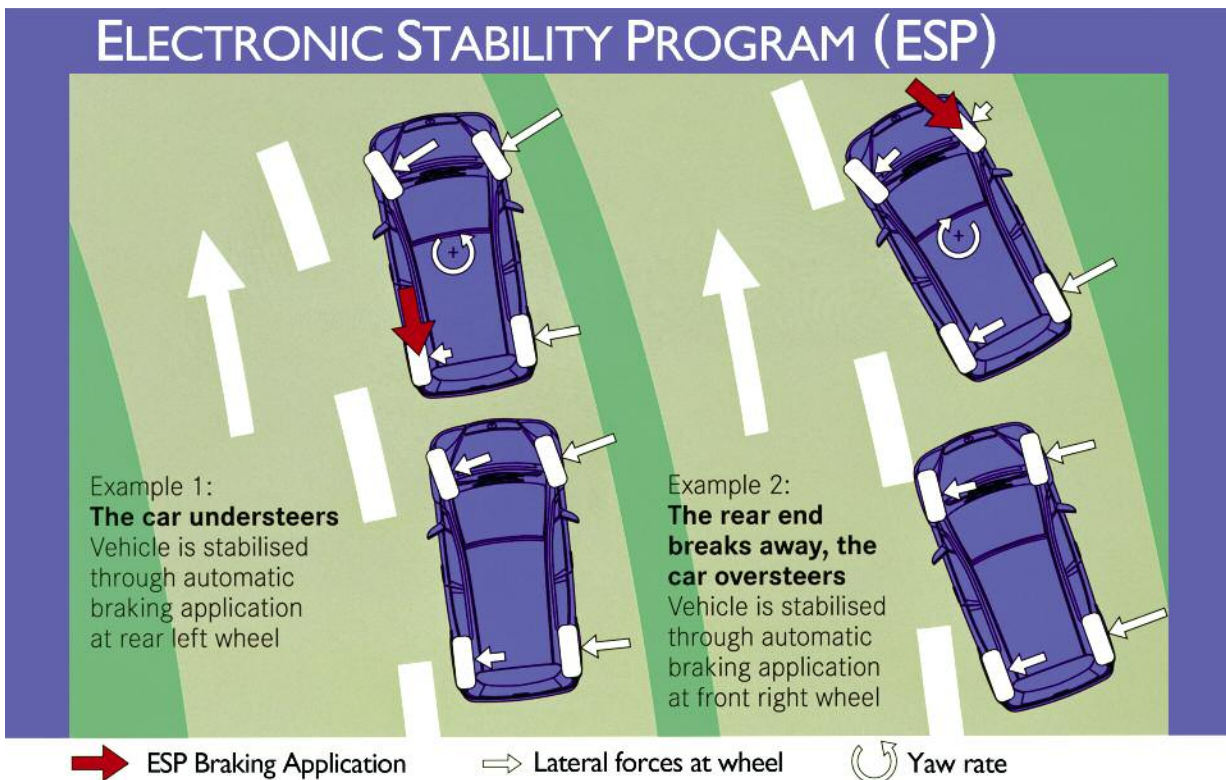 ELECTRONIC STABILITY PROGRAM (ESP)
Example 1:
The car understeers
Vehicle is stabilised
through automatic
braking application
at rear left wheel
Example 2:
The rear end
breaks away, the
car oversteers
Vehicle is stabilised
through automatic
braking application
at front right wheel
ESP Braking Application
Lateral forces at wheel
Yaw rate